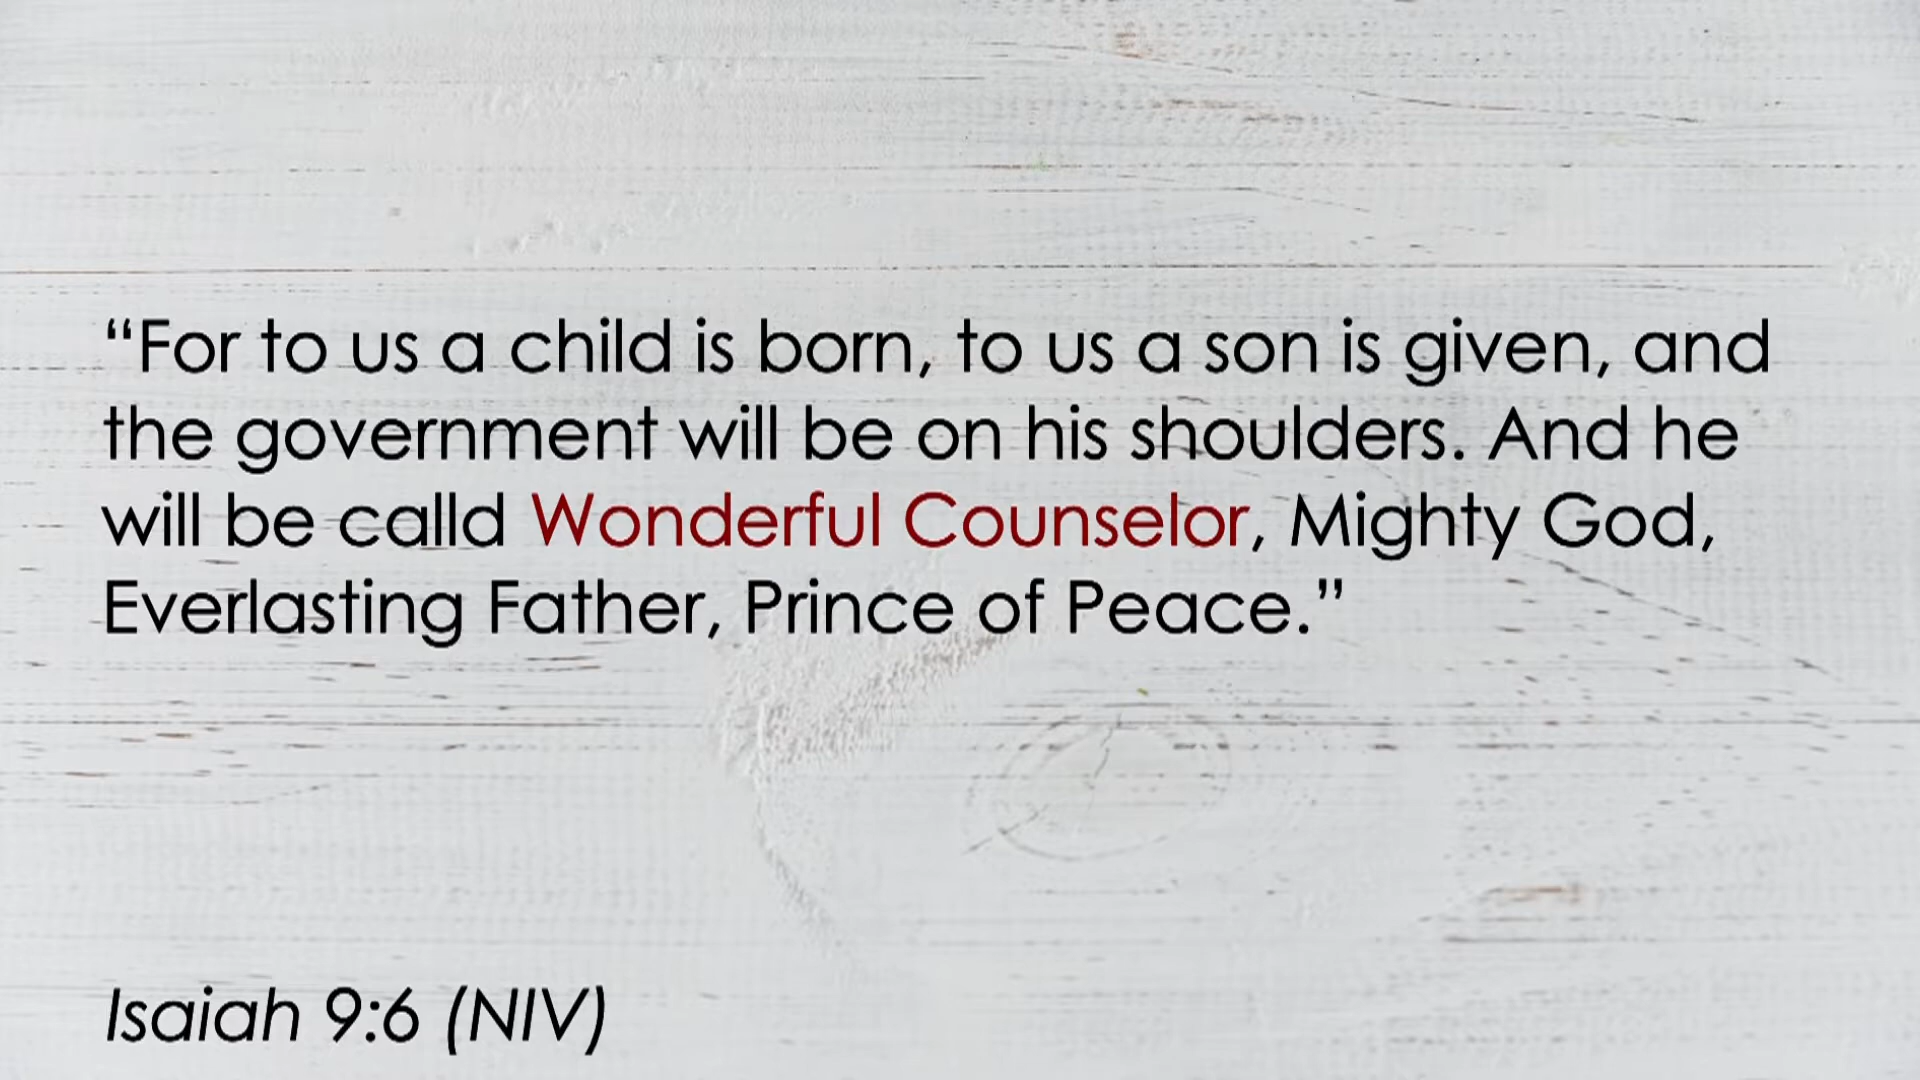 “For to us a child is born, to us a son is given, and
the government will be on his shoulders. And he
will be calld Wonderful Counselor, Mighty God,
Everlasting Father, Prince of Peace.”
Isaiah 9:6 (NIV)